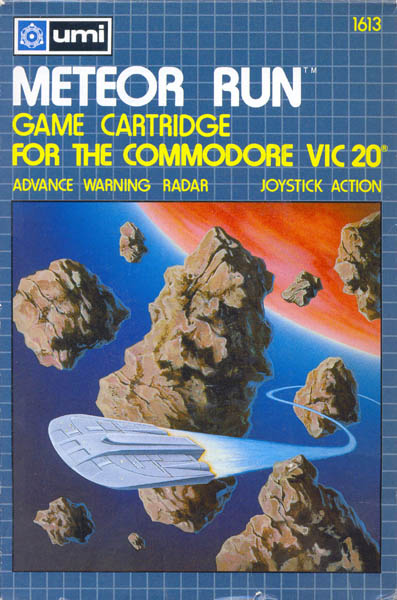 umi
1613
METEOR RUN™
GAME CARTRIDGE
FOR THE COMMODORE VIC 20®
ADVANCE WARNING RADAR JOYSTICK ACTION